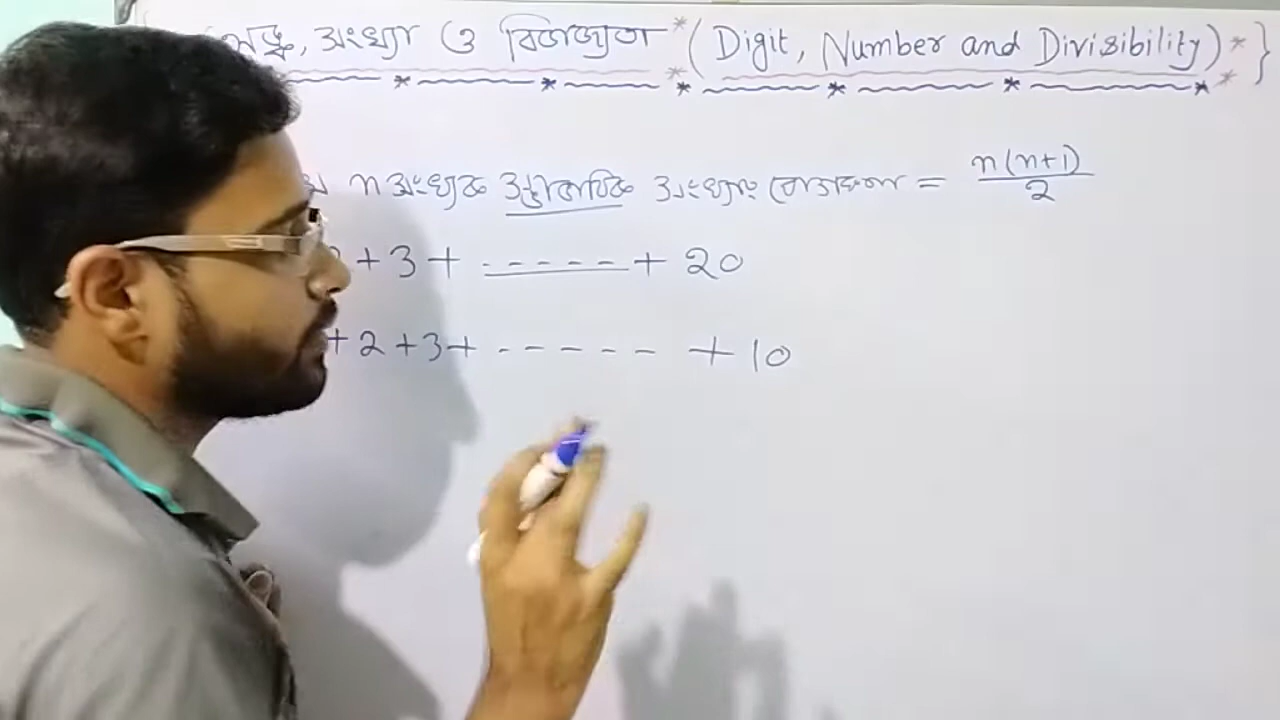 অঙ্ক, সংখ্যা ও বিভাজ্যতা * ( Digit, Number and Divisibility) * }
n সংখ্যক স্বাভাবিক সংখ্যার যোগফল = n(n+1)/2
+ 3 + ------ + 20
+ 2 + 3 + ----- + 10